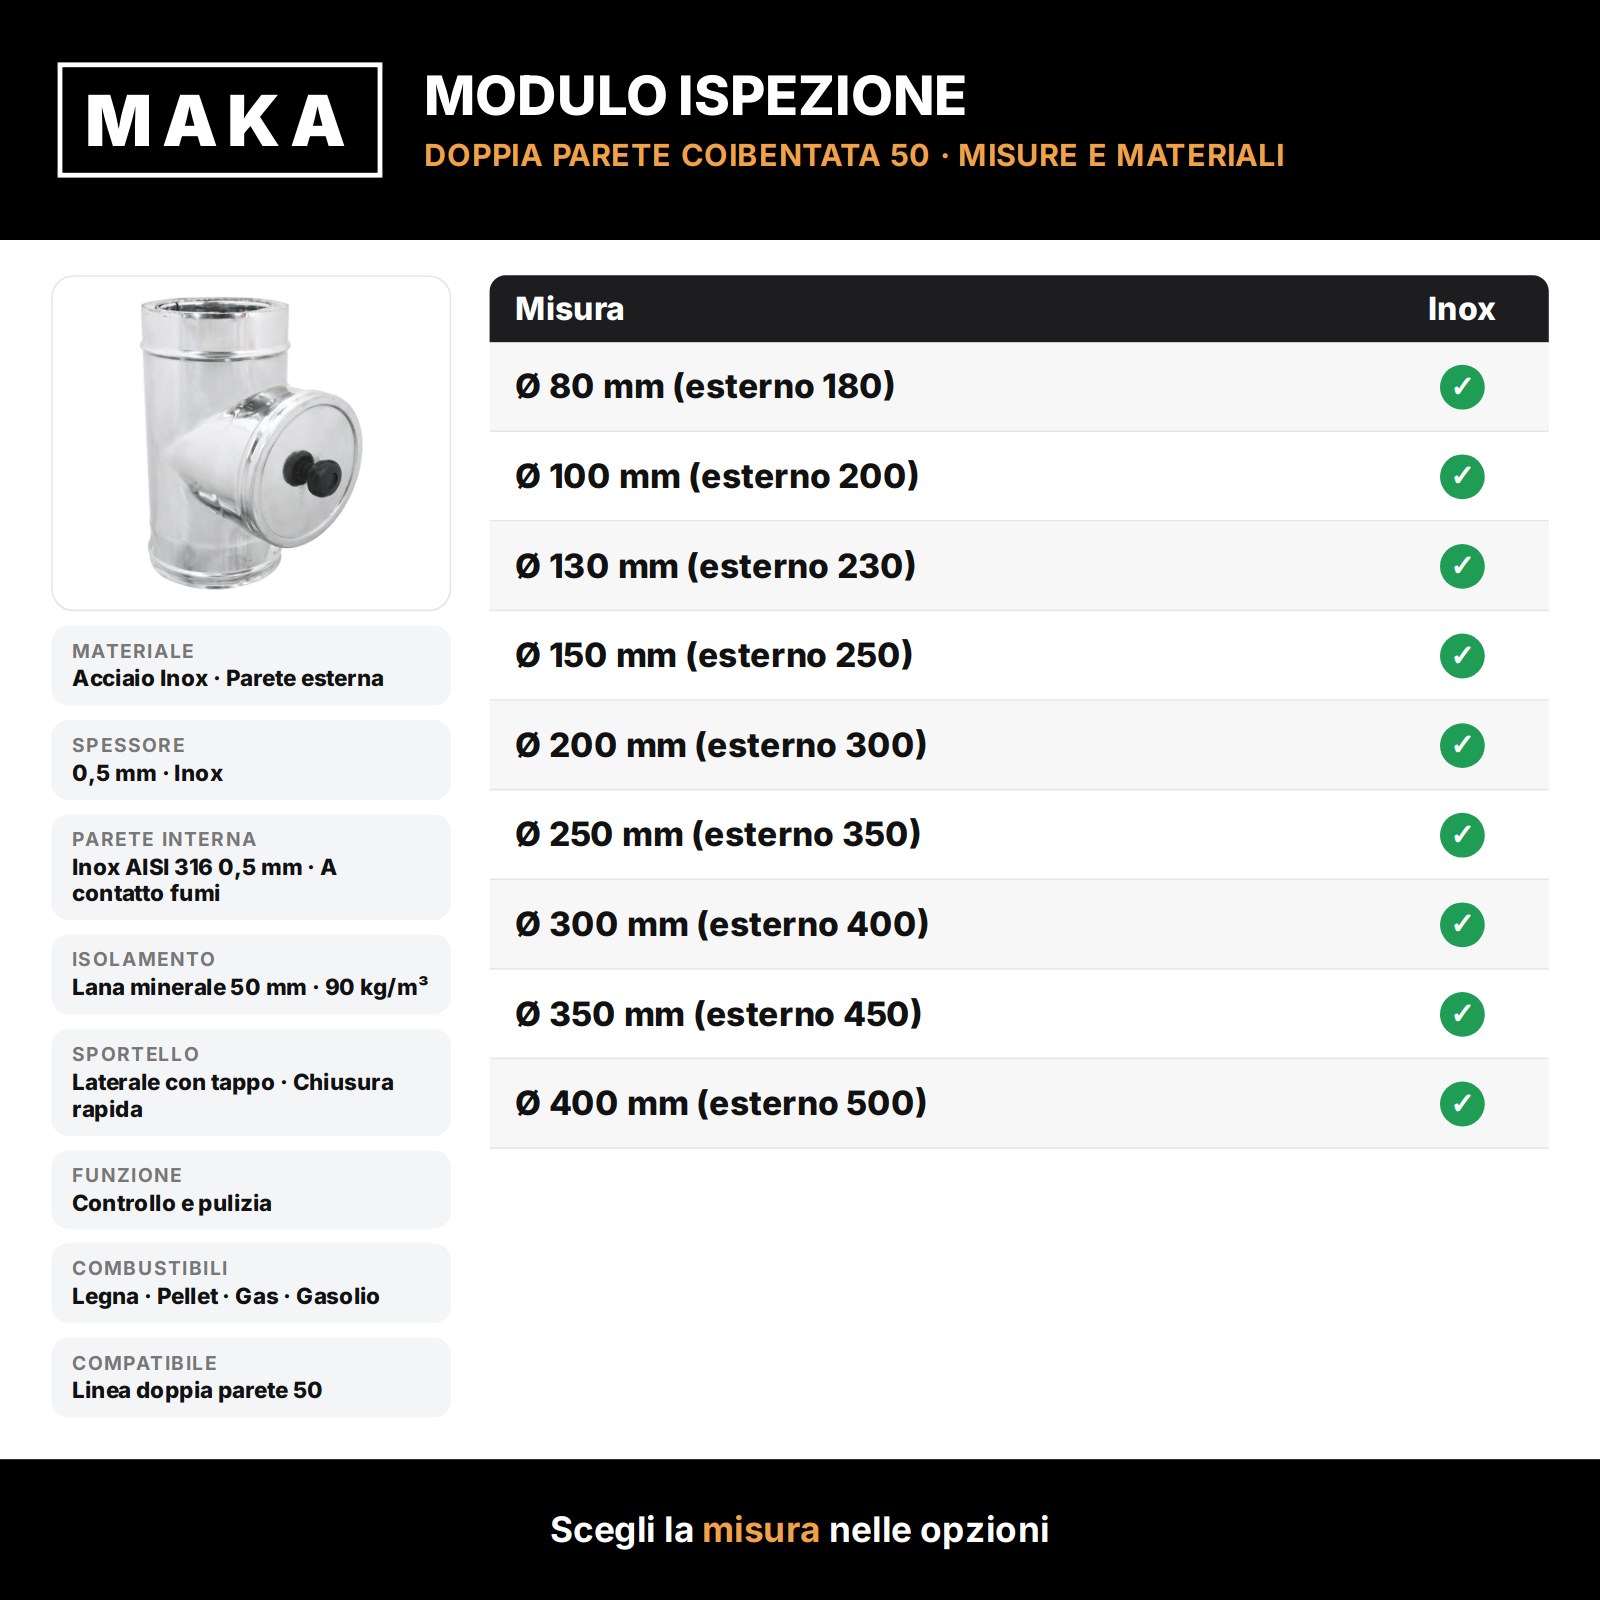 MAKA
MODULO ISPEZIONE
DOPPIA PARETE COIBENTATA 50 · MISURE E MATERIALI
MATERIALE
Acciaio Inox · Parete esterna
SPESSORE
0,5 mm · Inox
PARETE INTERNA
Inox AISI 316 0,5 mm · A
contatto fumi
ISOLAMENTO
Lana minerale 50 mm · 90 kg/m³
SPORTELLO
Laterale con tappo · Chiusura
rapida
FUNZIONE
Controllo e pulizia
COMBUSTIBILI
Legna · Pellet · Gas · Gasolio
COMPATIBILE
Linea doppia parete 50
Misura Inox
Ø 80 mm (esterno 180) ✓
Ø 100 mm (esterno 200) ✓
Ø 130 mm (esterno 230) ✓
Ø 150 mm (esterno 250) ✓
Ø 200 mm (esterno 300) ✓
Ø 250 mm (esterno 350) ✓
Ø 300 mm (esterno 400) ✓
Ø 350 mm (esterno 450) ✓
Ø 400 mm (esterno 500) ✓
Scegli la misura nelle opzioni